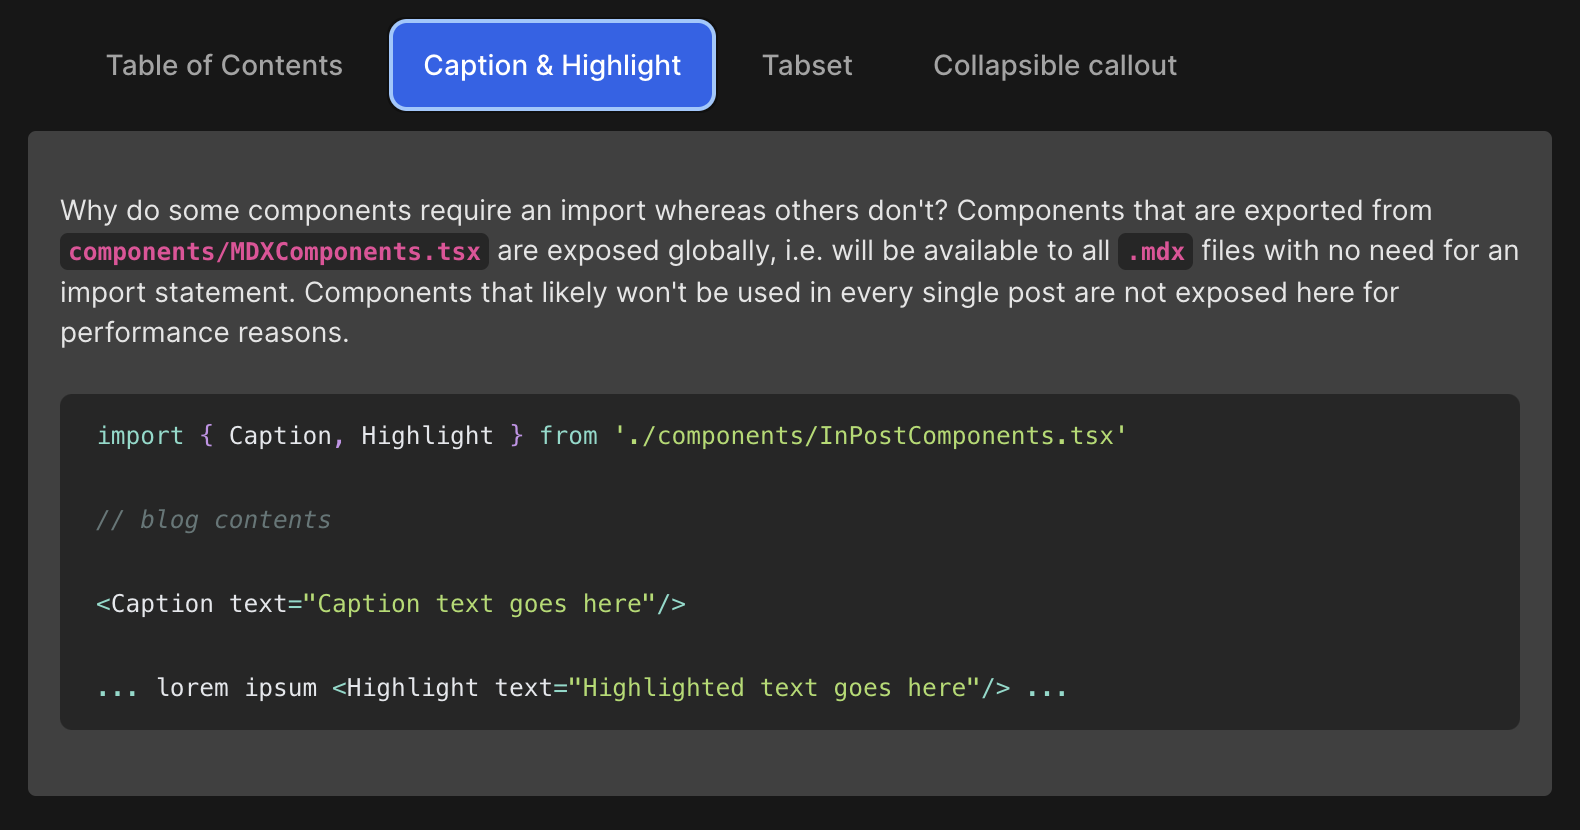 Table of Contents Caption & Highlight Tabset Collapsible callout
Why do some components require an import whereas others don't? Components that are exported from
components/MDXComponents.tsx are exposed globally, i.e. will be available to all .mdx files with no need for an
import statement. Components that likely won't be used in every single post are not exposed here for
performance reasons.
import { Caption, Highlight } from './components/InPostComponents.tsx'
// blog contents
<Caption text="Caption text goes here"/>
... lorem ipsum <Highlight text="Highlighted text goes here"/> ...